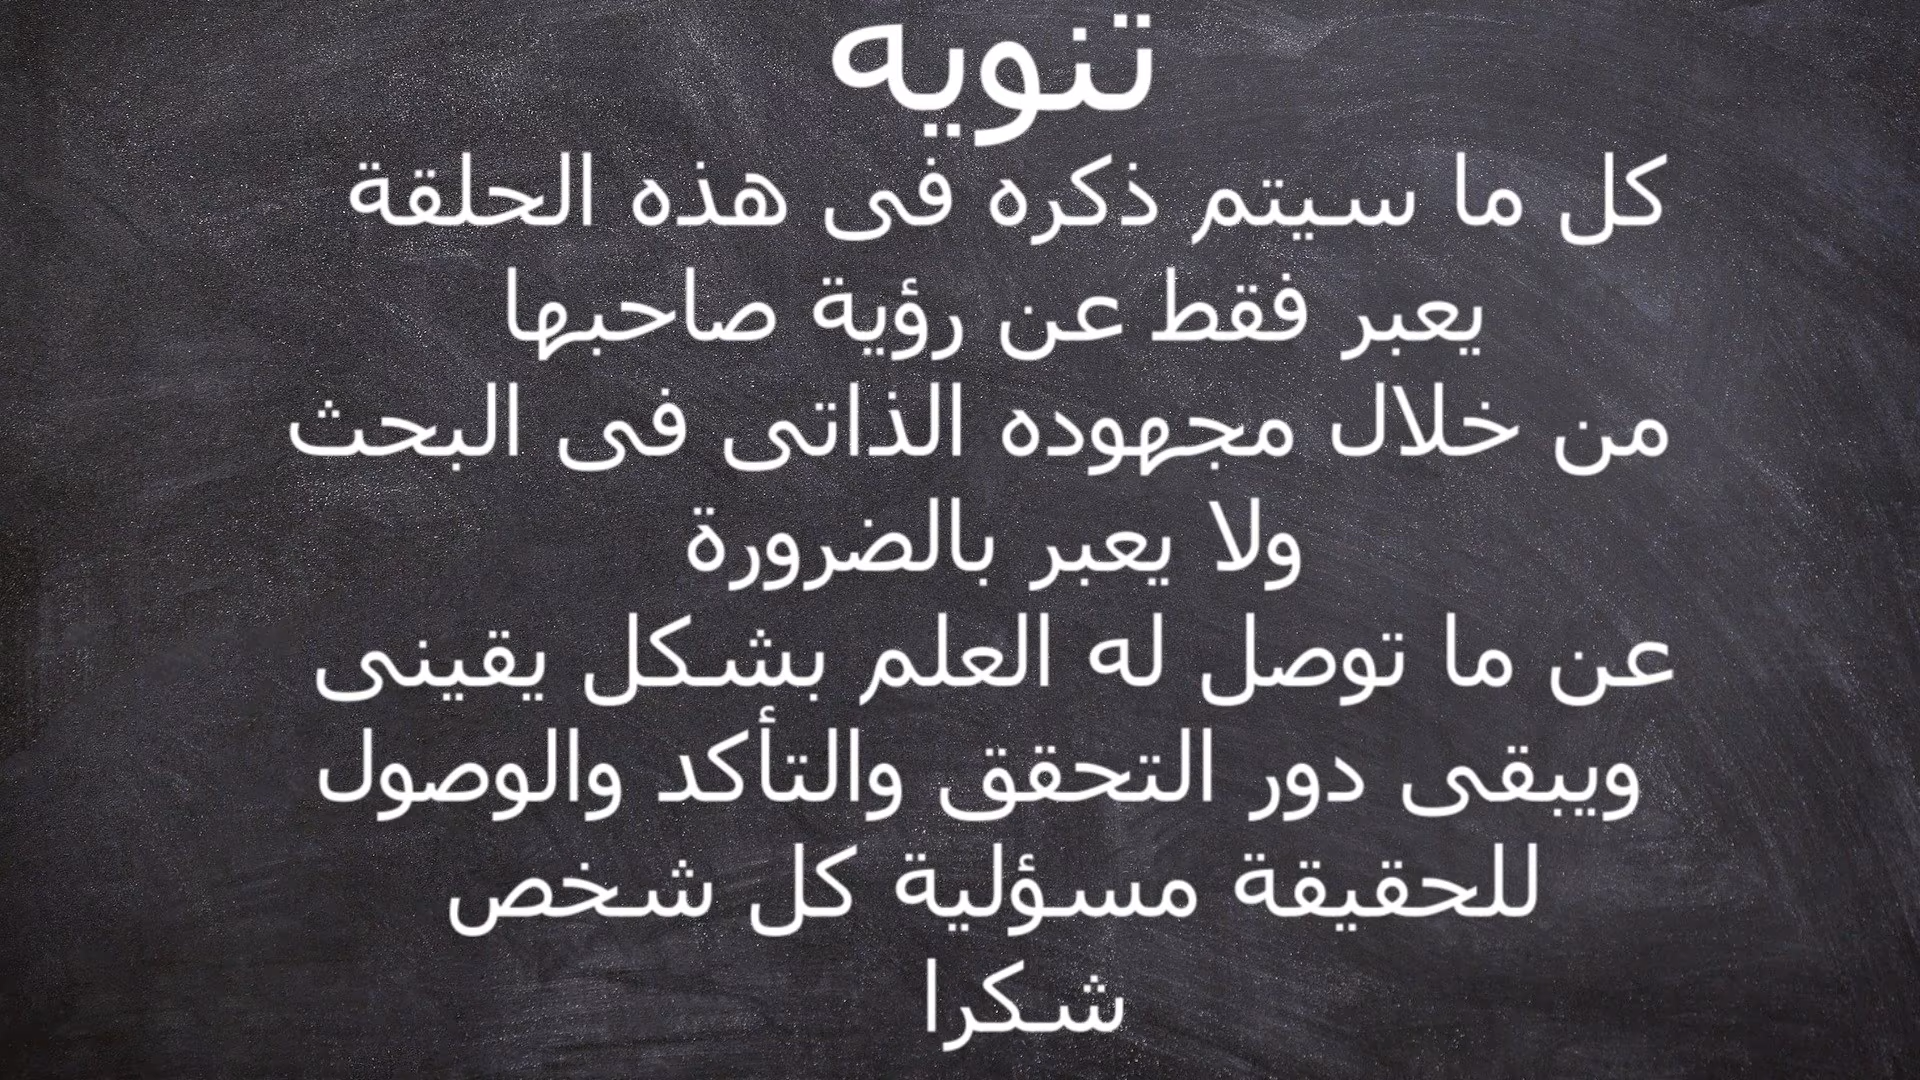 تنويه
كل ما سيتم ذكره فى هذه الحلقة
يعبر فقط عن رؤية صاحبها
من خلال مجهوده الذاتى فى البحث
ولا يعبر بالضرورة
عن ما توصل له العلم بشكل يقينى
ويبقى دور التحقق والتأكد والوصول
للحقيقة مسؤلية كل شخص
شكرا